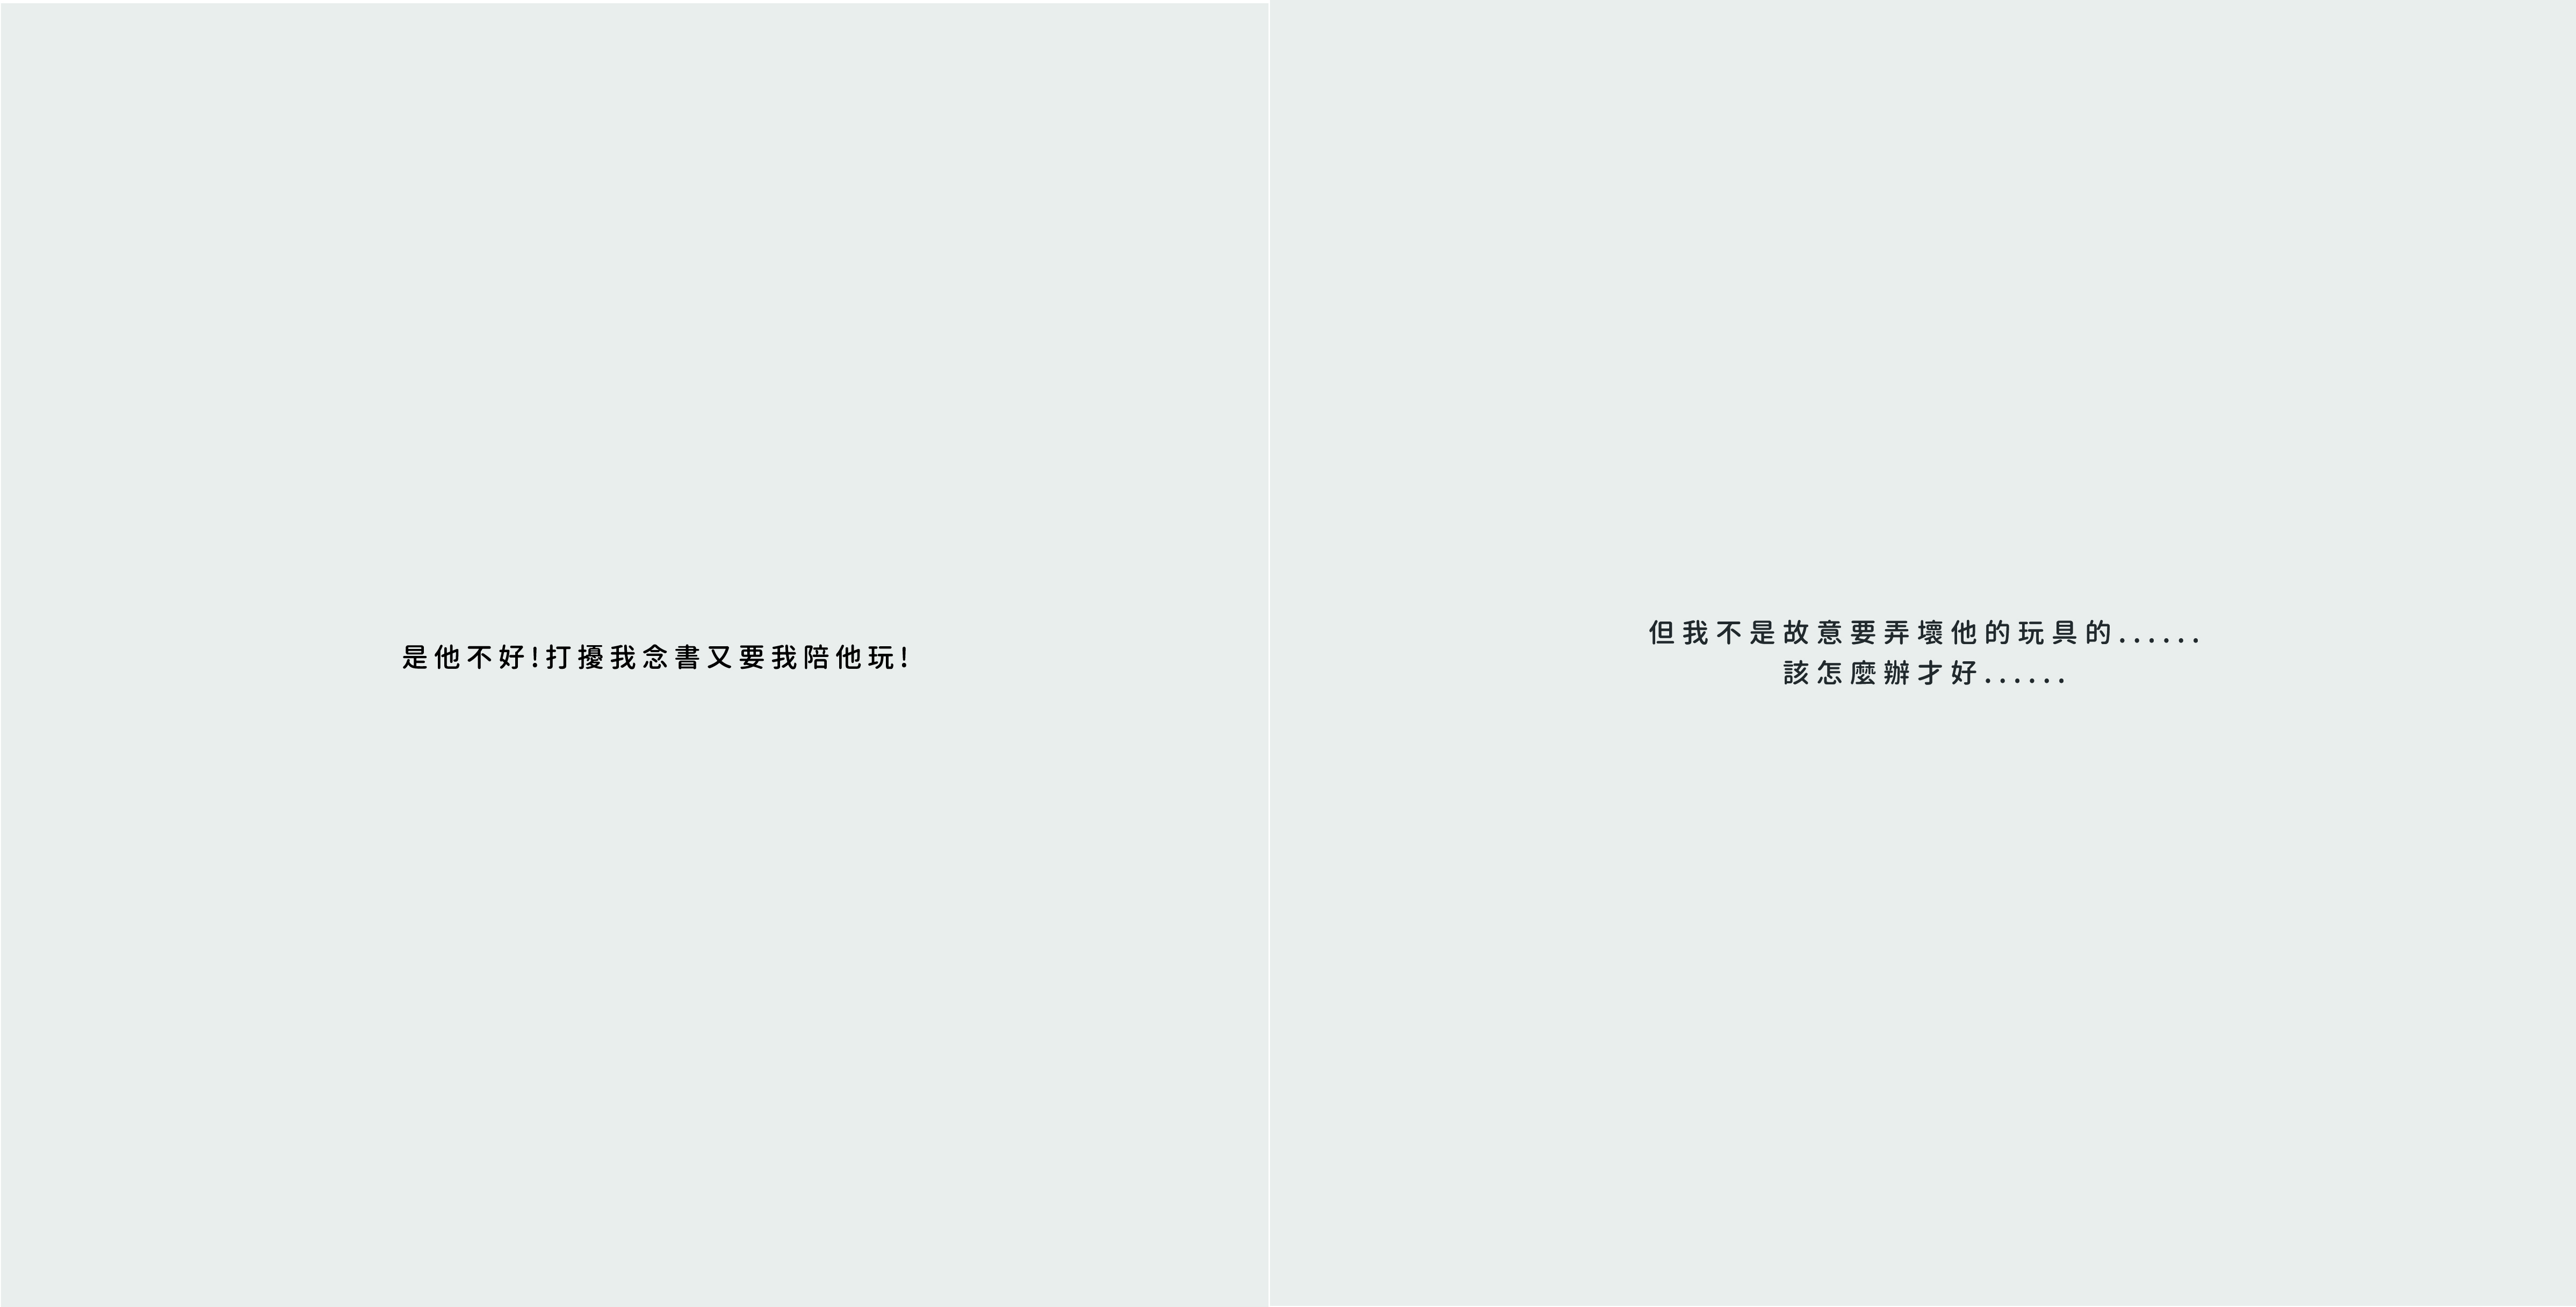 是他不好!打擾我念書又要我陪他玩!
但我不是故意要弄壞他的玩具的......
該怎麼辦才好......